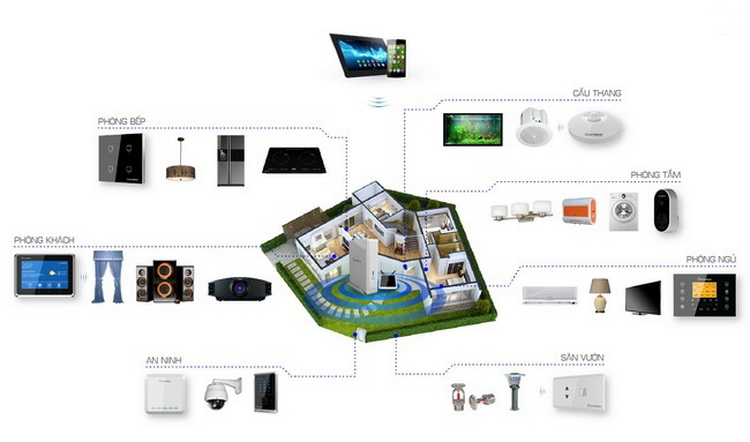 CẦU THANG
PHÒNG BẾP
PHÒNG TẮM
PHÒNG KHÁCH
PHÒNG NGỦ
AN NINH
SÂN VƯỜN